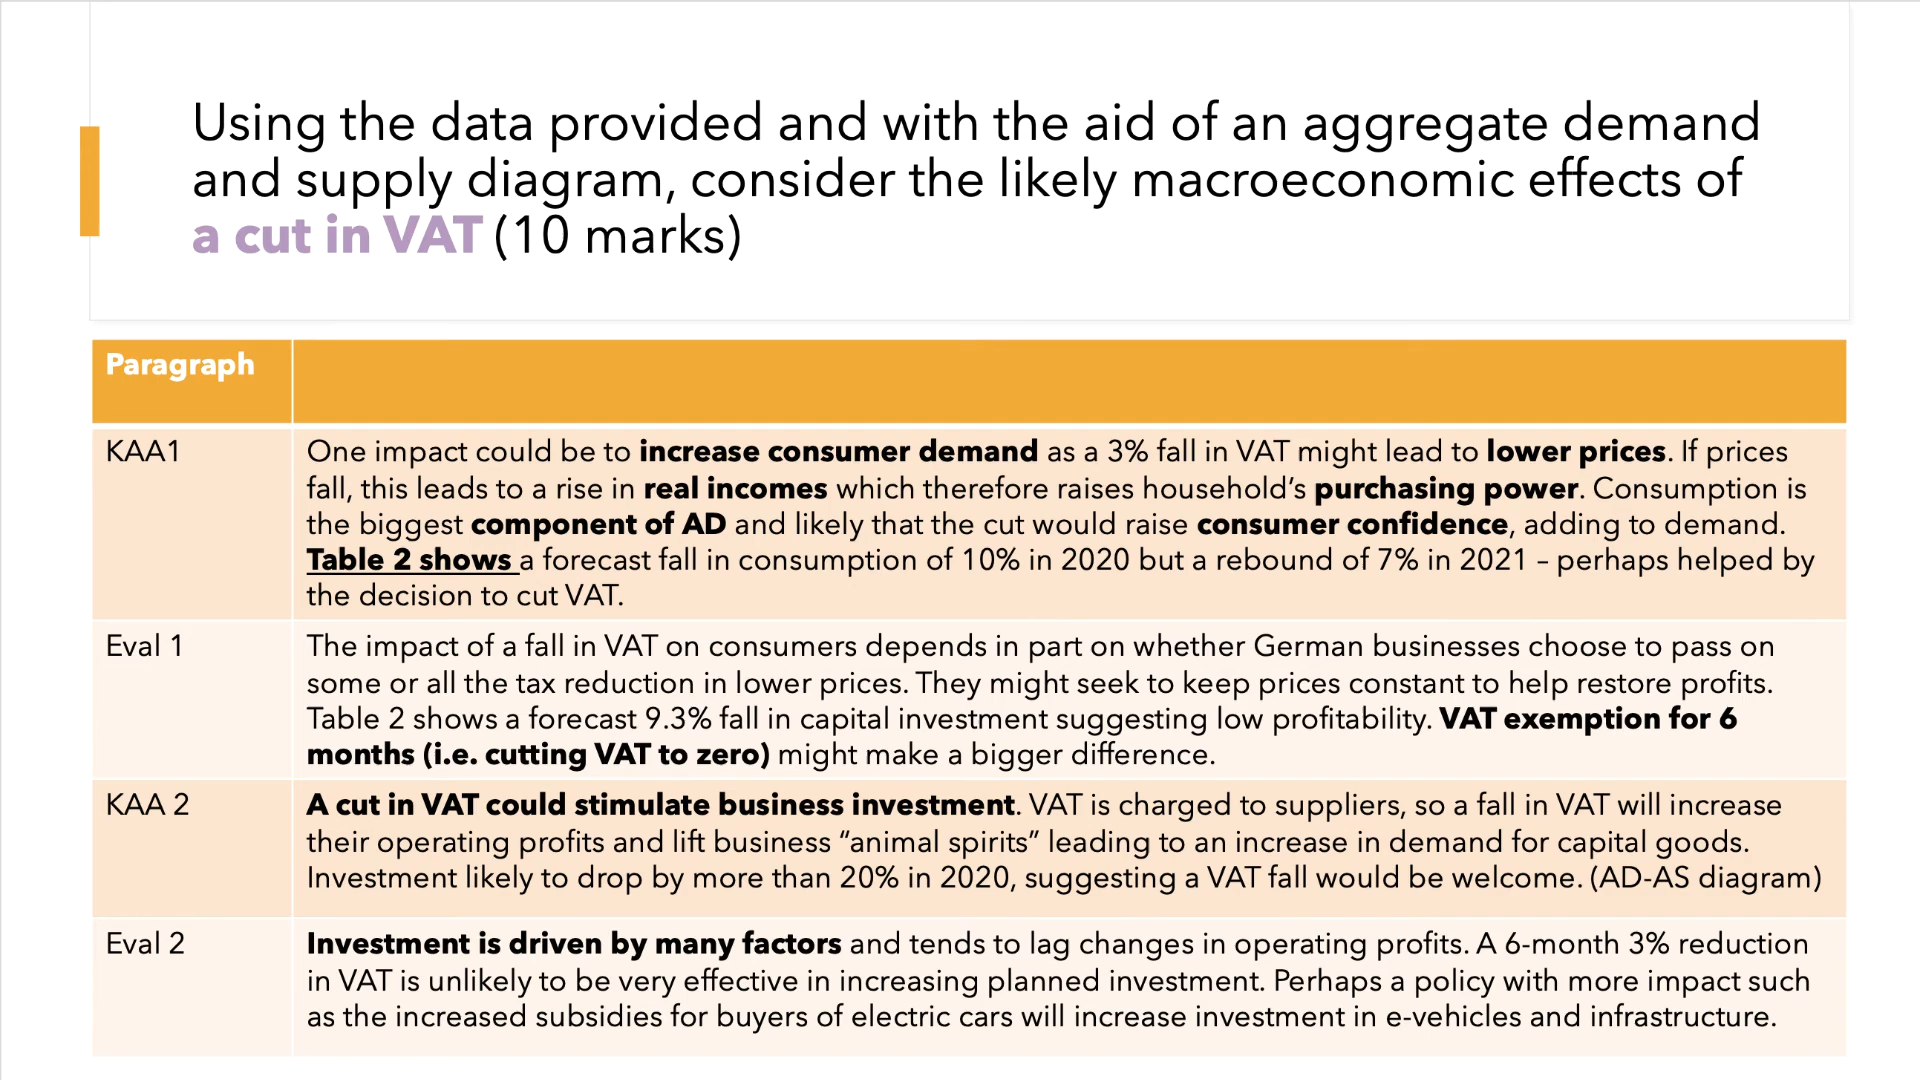 Using the data provided and with the aid of an aggregate demand
and supply diagram, consider the likely macroeconomic effects of
a cut in VAT (10 marks)
Paragraph
KAA1
One impact could be to increase consumer demand as a 3% fall in VAT might lead to lower prices. If prices
fall, this leads to a rise in real incomes which therefore raises household’s purchasing power. Consumption is
the biggest component of AD and likely that the cut would raise consumer confidence, adding to demand.
Table 2 shows a forecast fall in consumption of 10% in 2020 but a rebound of 7% in 2021 – perhaps helped by
the decision to cut VAT.
Eval 1
The impact of a fall in VAT on consumers depends in part on whether German businesses choose to pass on
some or all the tax reduction in lower prices. They might seek to keep prices constant to help restore profits.
Table 2 shows a forecast 9.3% fall in capital investment suggesting low profitability. VAT exemption for 6
months (i.e. cutting VAT to zero) might make a bigger difference.
KAA 2
A cut in VAT could stimulate business investment. VAT is charged to suppliers, so a fall in VAT will increase
their operating profits and lift business “animal spirits” leading to an increase in demand for capital goods.
Investment likely to drop by more than 20% in 2020, suggesting a VAT fall would be welcome. (AD-AS diagram)
Eval 2
Investment is driven by many factors and tends to lag changes in operating profits. A 6-month 3% reduction
in VAT is unlikely to be very effective in increasing planned investment. Perhaps a policy with more impact such
as the increased subsidies for buyers of electric cars will increase investment in e-vehicles and infrastructure.